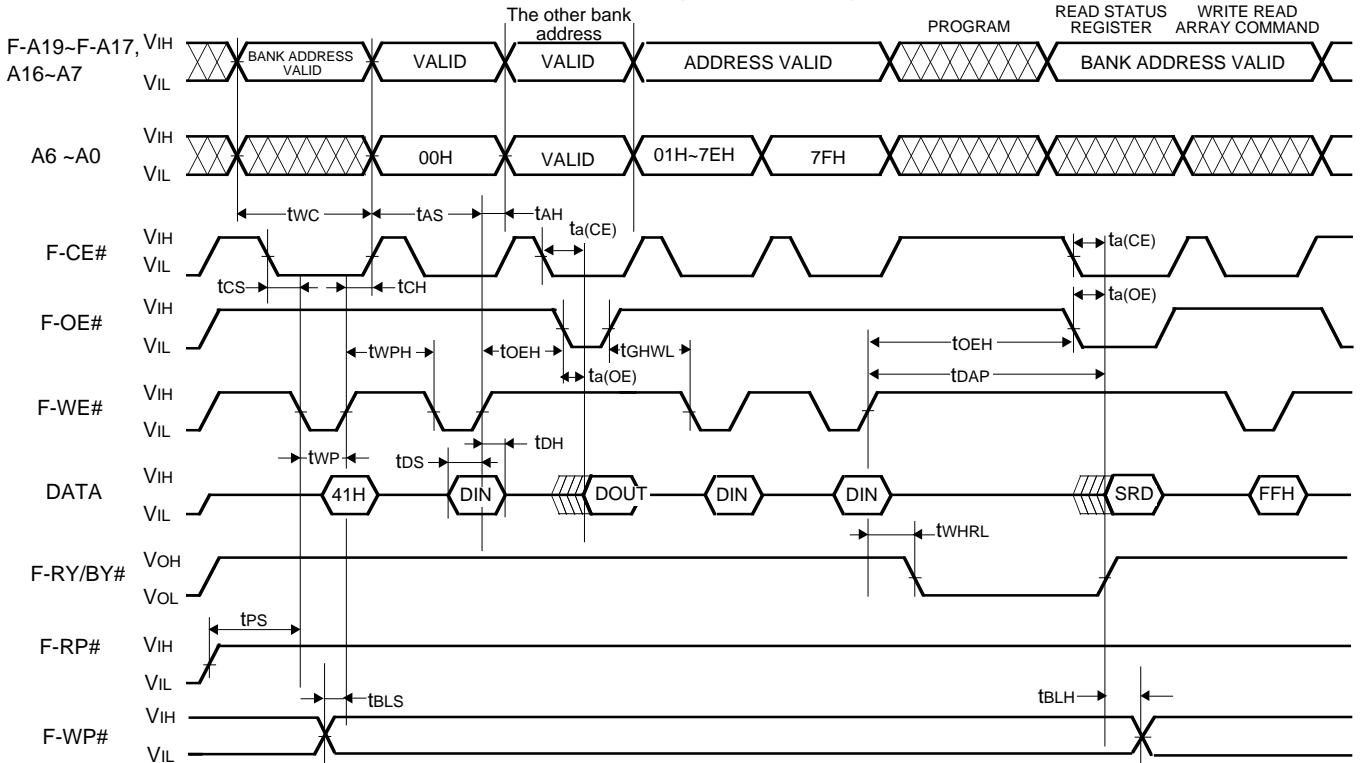 The other bank
address
PROGRAM
READ STATUS
REGISTER
WRITE READ
ARRAY COMMAND
F-A19~F-A17,
A16~A7
VIH
VIL
BANK ADDRESS
VALID
VALID
VALID
ADDRESS VALID
BANK ADDRESS VALID
A6 ~A0
VIH
VIL
00H
VALID
01H~7EH
7FH
tWC
tAS
tAH
ta(CE)
ta(CE)
F-CE#
VIH
VIL
tCS
tCH
ta(OE)
F-OE#
VIH
VIL
tWPH
tOEH
tGHWL
tOEH
ta(OE)
tDAP
F-WE#
VIH
VIL
tWP
tDS
tDH
DATA
VIH
VIL
41H
DIN
DOUT
DIN
DIN
SRD
FFH
tWHRL
F-RY/BY#
VOH
VOL
tPS
F-RP#
VIH
VIL
tBLS
tBLH
F-WP#
VIH
VIL